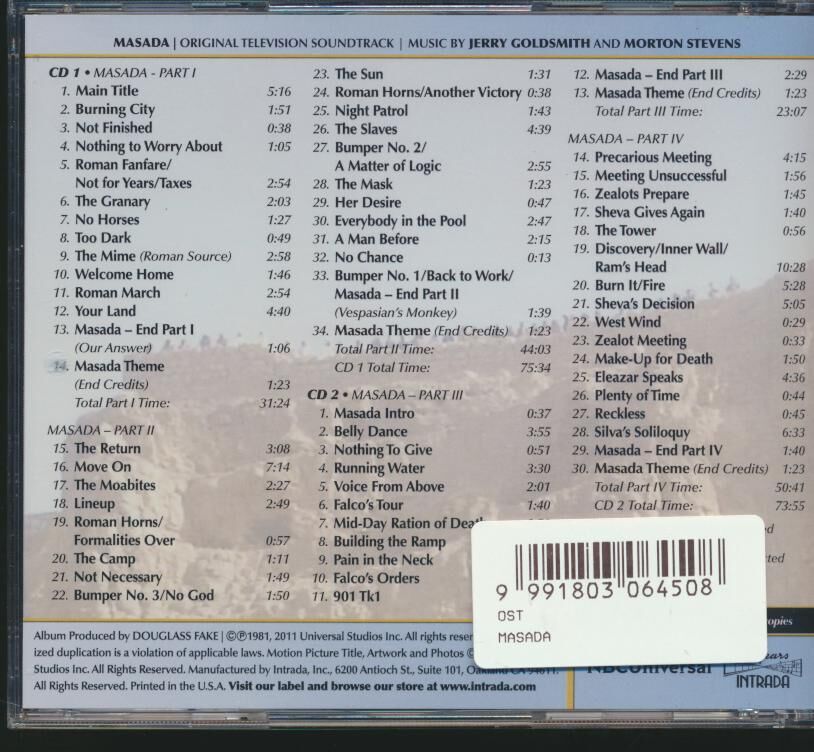 MASADA | ORIGINAL TELEVISION SOUNDTRACK | MUSIC BY JERRY GOLDSMITH AND MORTON STEVENS
CD 1 • MASADA - PART I
1. Main Title 5:16
2. Burning City 1:51
3. Not Finished 0:38
4. Nothing to Worry About 1:05
5. Roman Fanfare/
Not for Years/Taxes 2:54
6. The Granary 2:03
7. No Horses 1:27
8. Too Dark 0:49
9. The Mime (Roman Source) 2:58
10. Welcome Home 1:46
11. Roman March 2:54
12. Your Land 4:40
13. Masada – End Part I
(Our Answer) 1:06
14. Masada Theme
(End Credits) 1:23
Total Part I Time: 31:24
MASADA – PART II
15. The Return 3:08
16. Move On 7:14
17. The Moabites 2:27
18. Lineup 2:49
19. Roman Horns/
Formalities Over 0:57
20. The Camp 1:11
21. Not Necessary 1:49
22. Bumper No. 3/No God 1:50
23. The Sun 1:31
24. Roman Horns/Another Victory 0:38
25. Night Patrol 1:43
26. The Slaves 4:39
27. Bumper No. 2/
A Matter of Logic 2:55
28. The Mask 1:23
29. Her Desire 0:47
30. Everybody in the Pool 2:47
31. A Man Before 2:15
32. No Chance 0:13
33. Bumper No. 1/Back to Work/
Masada – End Part II
(Vespasian's Monkey) 1:39
34. Masada Theme (End Credits) 1:23
Total Part II Time: 44:03
CD 1 Total Time: 75:34
CD 2 • MASADA – PART III
1. Masada Intro 0:37
2. Belly Dance 3:55
3. Nothing To Give 0:51
4. Running Water 3:30
5. Voice From Above 2:01
6. Falco's Tour 1:40
7. Mid-Day Ration of Death
8. Building the Ramp
9. Pain in the Neck
10. Falco's Orders
11. 901 Tk1
12. Masada – End Part III 2:29
13. Masada Theme (End Credits) 1:23
Total Part III Time: 23:07
MASADA – PART IV
14. Precarious Meeting 4:15
15. Meeting Unsuccessful 1:56
16. Zealots Prepare 1:45
17. Sheva Gives Again 1:40
18. The Tower 0:56
19. Discovery/Inner Wall/
Ram's Head 10:28
20. Burn It/Fire 5:28
21. Sheva's Decision 5:05
22. West Wind 0:29
23. Zealot Meeting 0:33
24. Make-Up for Death 1:50
25. Eleazar Speaks 4:36
26. Plenty of Time 0:44
27. Reckless 0:45
28. Silva's Soliloquy 6:33
29. Masada – End Part IV 1:40
30. Masada Theme (End Credits) 1:23
Total Part IV Time: 50:41
CD 2 Total Time: 73:55
9 991803 064508
OST
MASADA
Album Produced by DOUGLASS FAKE | ©℗1981, 2011 Universal Studios Inc. All rights
ized duplication is a violation of applicable laws. Motion Picture Title, Artwork and Photos ©
Studios Inc. All Rights Reserved. Manufactured by Intrada, Inc., 6200 Antioch St., Suite 101, Oakland CA 94611.
All Rights Reserved. Printed in the U.S.A. Visit our label and browse our store at www.intrada.com
copies
NBCUniversal
INTRADA